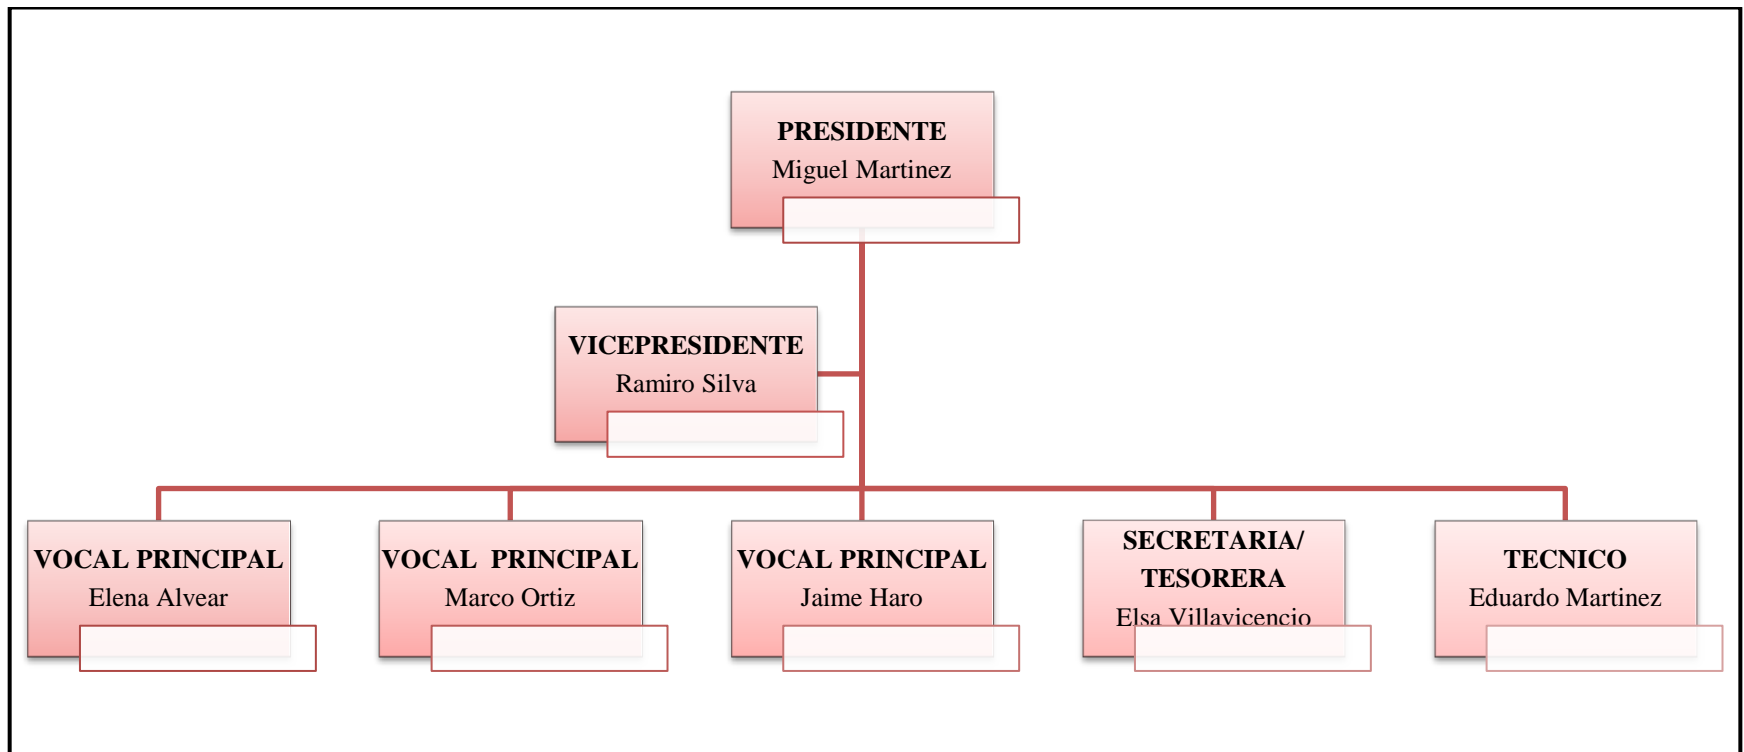 PRESIDENTE
Miguel Martinez
VICEPRESIDENTE
Ramiro Silva
VOCAL PRINCIPAL
Elena Alvear
VOCAL  PRINCIPAL
Marco Ortiz
VOCAL PRINCIPAL
Jaime Haro
SECRETARIA/
TESORERA
Elsa Villavicencio
TECNICO
Eduardo Martinez